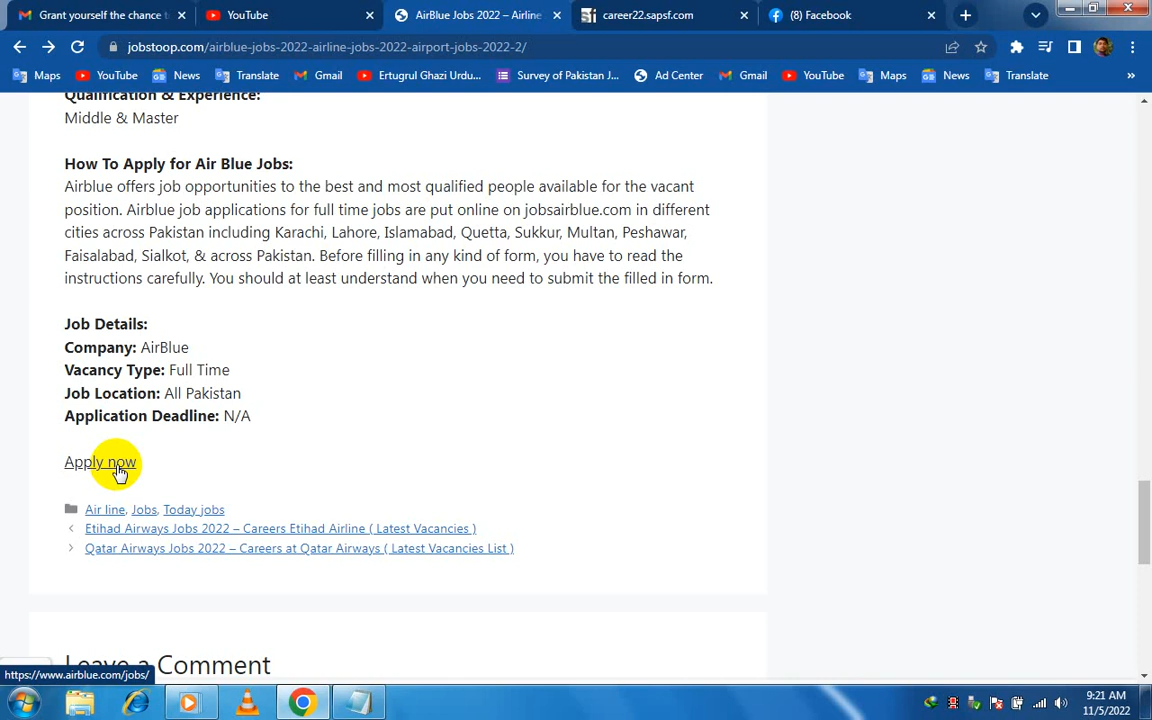 Grant yourself the chance t
YouTube
AirBlue Jobs 2022 – Airline
career22.sapsf.com
(8) Facebook
jobstoop.com/airblue-jobs-2022-airline-jobs-2022-airport-jobs-2022-2/
Maps
YouTube
News
Translate
Gmail
Ertugrul Ghazi Urdu...
Survey of Pakistan J...
Ad Center
Gmail
YouTube
Maps
News
Translate
»
Qualification & Experience:
Middle & Master
How To Apply for Air Blue Jobs:
Airblue offers job opportunities to the best and most qualified people available for the vacant
position. Airblue job applications for full time jobs are put online on jobsairblue.com in different
cities across Pakistan including Karachi, Lahore, Islamabad, Quetta, Sukkur, Multan, Peshawar,
Faisalabad, Sialkot, & across Pakistan. Before filling in any kind of form, you have to read the
instructions carefully. You should at least understand when you need to submit the filled in form.
Job Details:
Company: AirBlue
Vacancy Type: Full Time
Job Location: All Pakistan
Application Deadline: N/A
Apply now
Air line, Jobs, Today jobs
Etihad Airways Jobs 2022 – Careers Etihad Airline ( Latest Vacancies )
Qatar Airways Jobs 2022 – Careers at Qatar Airways ( Latest Vacancies List )
Leave a Comment
https://www.airblue.com/jobs/
9:21 AM
11/5/2022